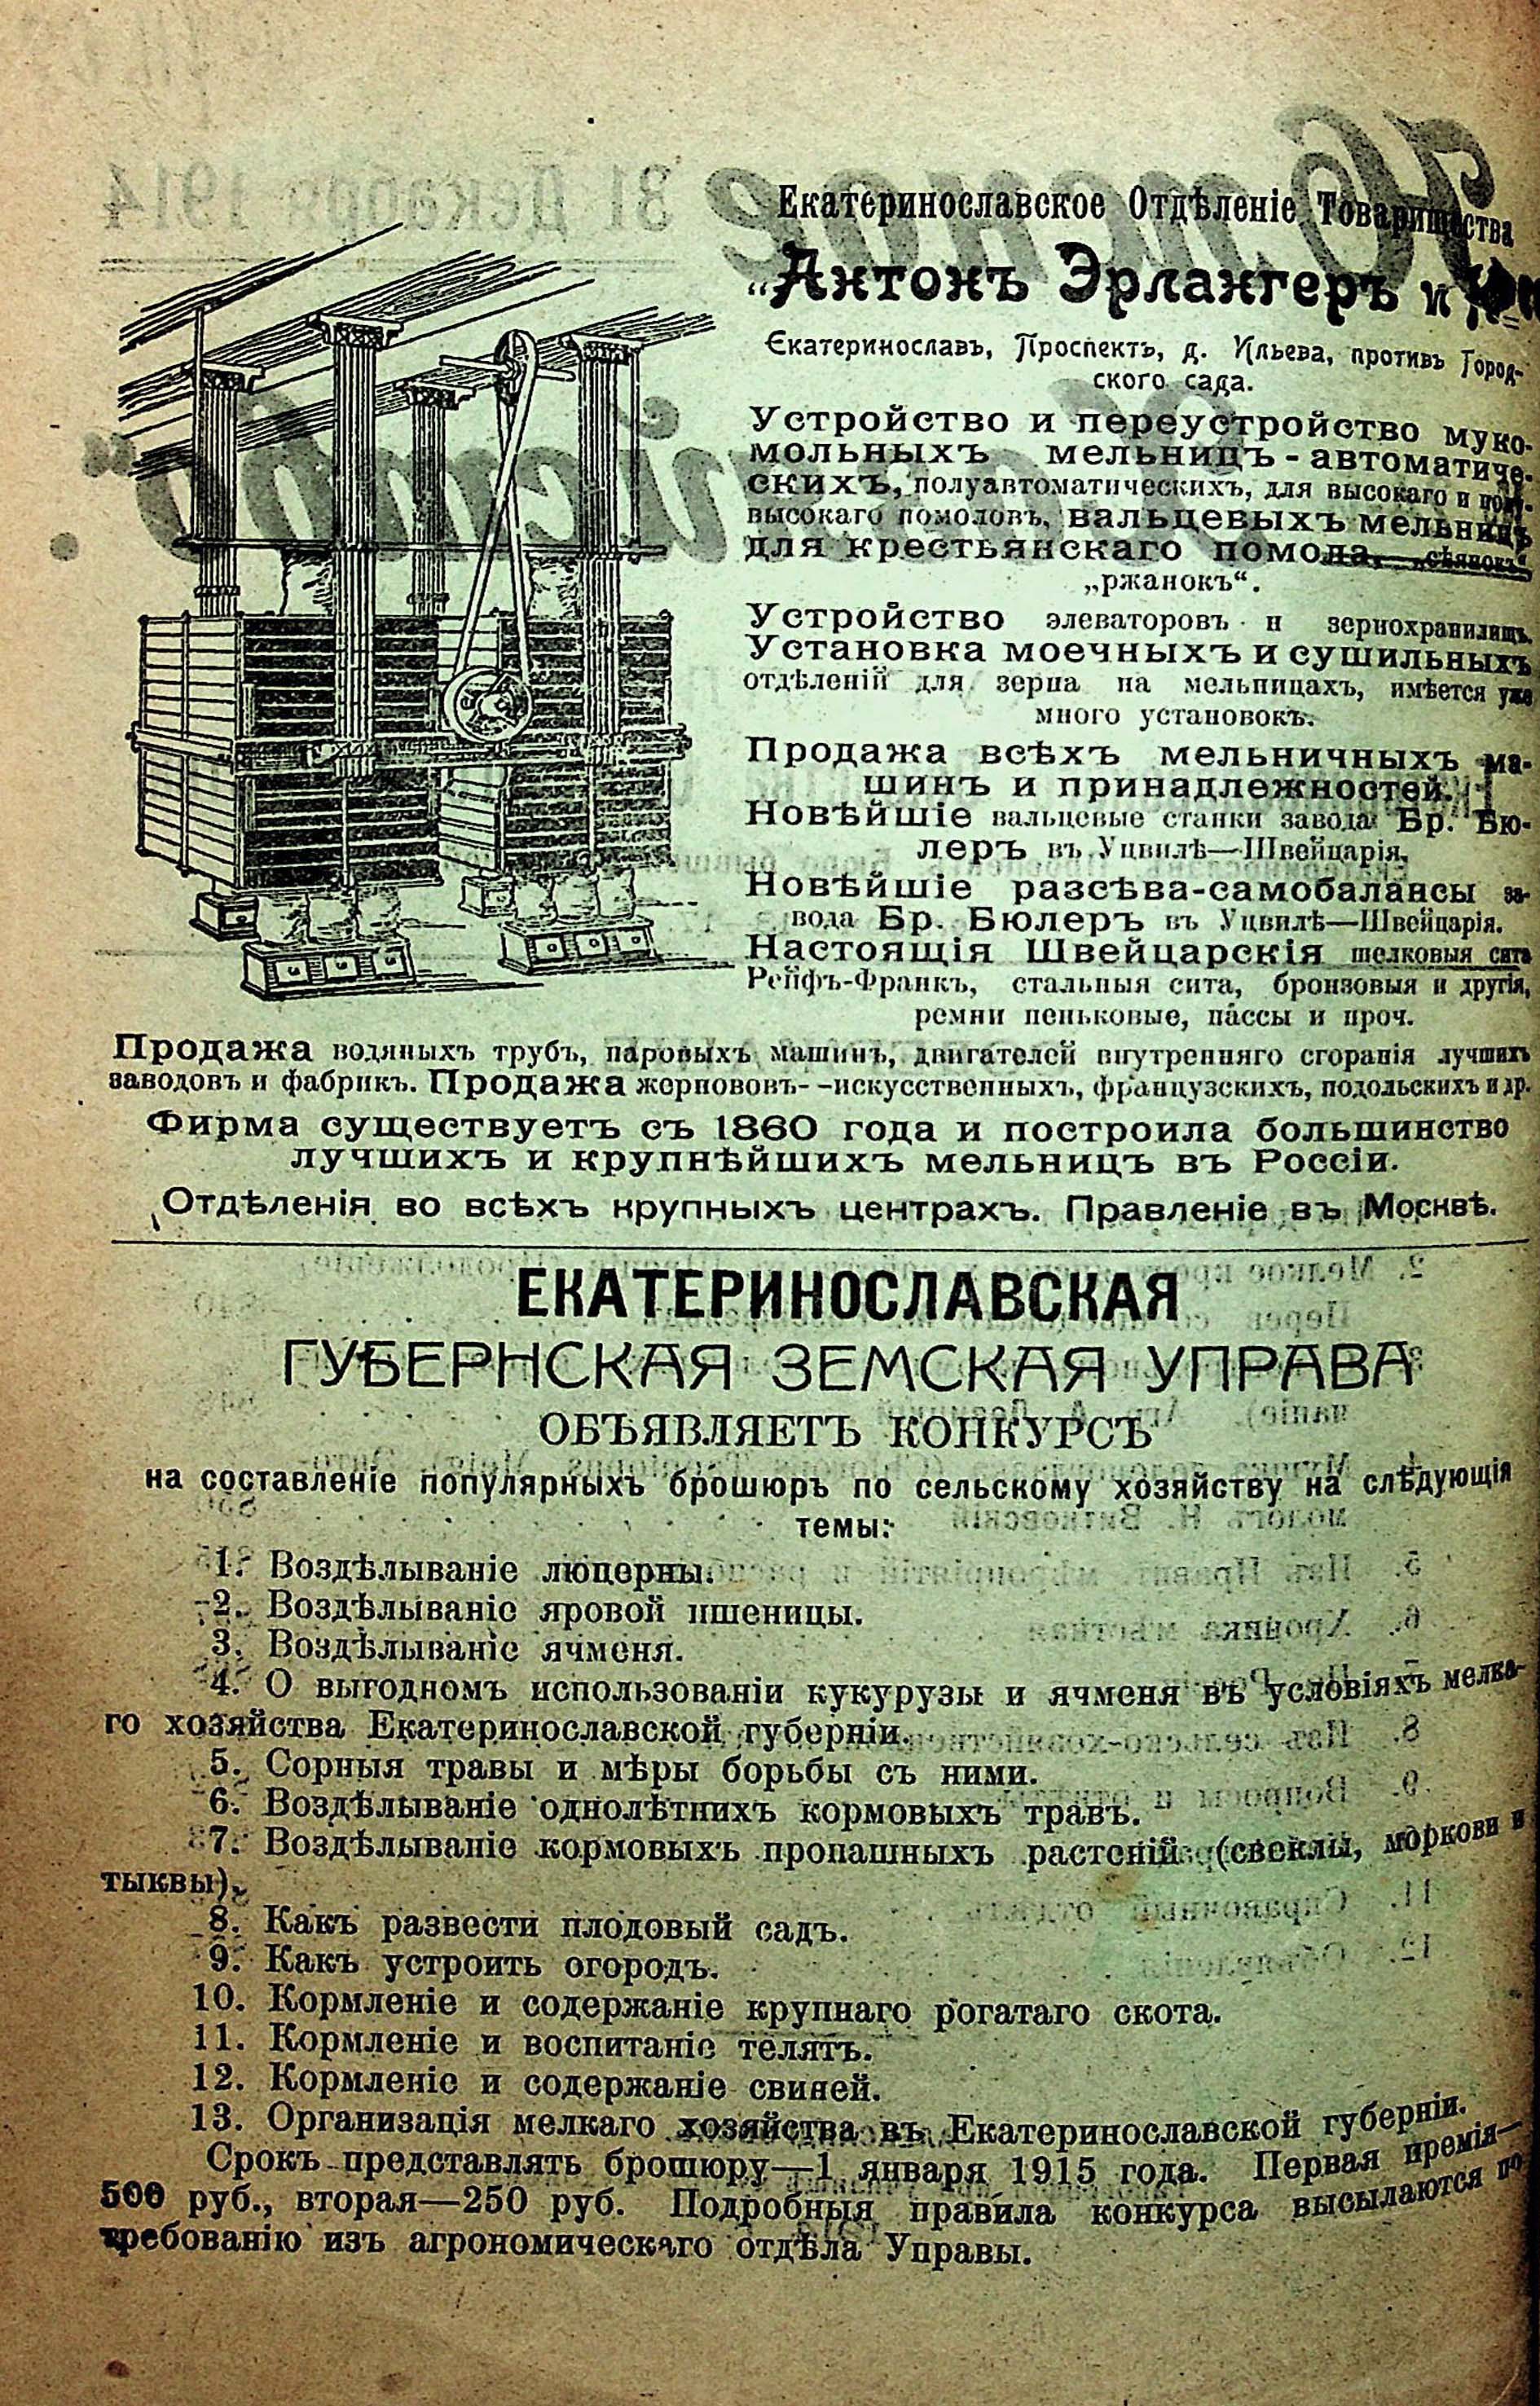 Екатеринославское Отдѣленіе Товарищества
„Антонъ Эрлангеръ и
Екатеринославъ, Проспектъ, д. Ильева, противъ Город-
ского сада.
Устройство и переустройство муко-
мольныхъ мельницъ - автоматиче-
скихъ, полуавтоматическихъ, для высокаго и полу-
высокаго помоловъ, вальцевыхъ мельницъ
для крестьянскаго помола, — „сѣянокъ“,
„ржанокъ“.
Устройство элеваторовъ и зернохранилищъ.
Установка моечныхъ и сушильныхъ
отдѣленій для зерна на мельницахъ, имѣется уже
много установокъ.
Продажа всѣхъ мельничныхъ ма-
шинъ и принадлежностей.
Новѣйшіе вальцевые станки завода Бр. Бю-
леръ въ Уцвилѣ—Швейцарія.
Новѣйшіе разсѣва-самобалансы за-
вода Бр. Бюлеръ въ Уцвилѣ—Швейцарія.
Настоящія Швейцарскія шелковыя сита
Рейфъ-Франкъ, стальныя сита, бронзовыя и другія,
ремни пеньковые, пассы и проч.
Продажа водяныхъ трубъ, паровыхъ машинъ, двигателей внутренняго сгоранія лучшихъ
заводовъ и фабрикъ. Продажа жернововъ--искусственныхъ, французскихъ, подольскихъ и др.
Фирма существуетъ съ 1860 года и построила большинство
лучшихъ и крупнѣйшихъ мельницъ въ Россіи.
Отдѣленія во всѣхъ крупныхъ центрахъ. Правленіе въ Москвѣ.
ЕКАТЕРИНОСЛАВСКАЯ
ГУБЕРНСКАЯ ЗЕМСКАЯ УПРАВА
ОБЪЯВЛЯЕТЪ КОНКУРСЪ
на составленіе популярныхъ брошюръ по сельскому хозяйству на слѣдующія
темы:
1. Воздѣлываніе люцерны.
2. Воздѣлываніе яровой пшеницы.
3. Воздѣлываніе ячменя.
4. О выгодномъ использованіи кукурузы и ячменя въ условіяхъ мелка-
го хозяйства Екатеринославской губерніи.
5. Сорныя травы и мѣры борьбы съ ними.
6. Воздѣлываніе однолѣтнихъ кормовыхъ травъ.
7. Воздѣлываніе кормовыхъ пропашныхъ растеній (свеклы, моркови и
тыквы).
8. Какъ развести плодовый садъ.
9. Какъ устроить огородъ.
10. Кормленіе и содержаніе крупнаго рогатаго скота.
11. Кормленіе и воспитаніе телятъ.
12. Кормленіе и содержаніе свиней.
13. Организація мелкаго хозяйства въ Екатеринославской губерніи.
Срокъ представлять брошюру—1 января 1915 года. Первая премія—
500 руб., вторая—250 руб. Подробныя правила конкурса высылаются по
требованію изъ агрономическаго отдѣла Управы.